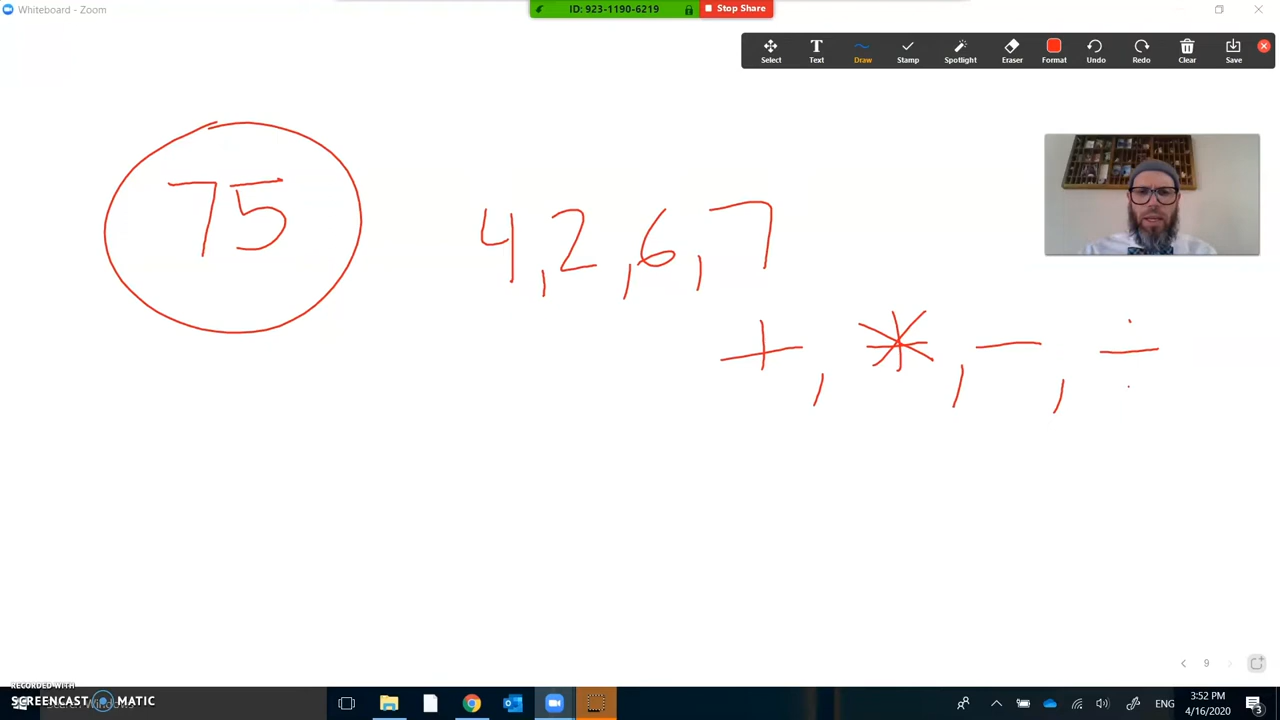 Whiteboard - Zoom
ID: 923-1190-6219
Stop Share
Select Text Draw Stamp Spotlight Eraser Format Undo Redo Clear Save
75
4, 2, 6, 7
+, *, -, ÷
9
RECORDED WITH
SCREENCAST MATIC
ENG
3:52 PM
4/16/2020
3